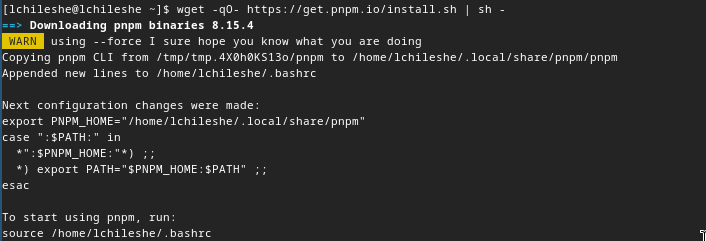 [lchileshe@lchileshe ~]$ wget -qO- https://get.pnpm.io/install.sh | sh -
==> Downloading pnpm binaries 8.15.4
WARN using --force I sure hope you know what you are doing
Copying pnpm CLI from /tmp/tmp.4X0h0KS13o/pnpm to /home/lchileshe/.local/share/pnpm/pnpm
Appended new lines to /home/lchileshe/.bashrc

Next configuration changes were made:
export PNPM_HOME="/home/lchileshe/.local/share/pnpm"
case ":$PATH:" in
  *":$PNPM_HOME:"*) ;;
  *) export PATH="$PNPM_HOME:$PATH" ;;
esac

To start using pnpm, run:
source /home/lchileshe/.bashrc